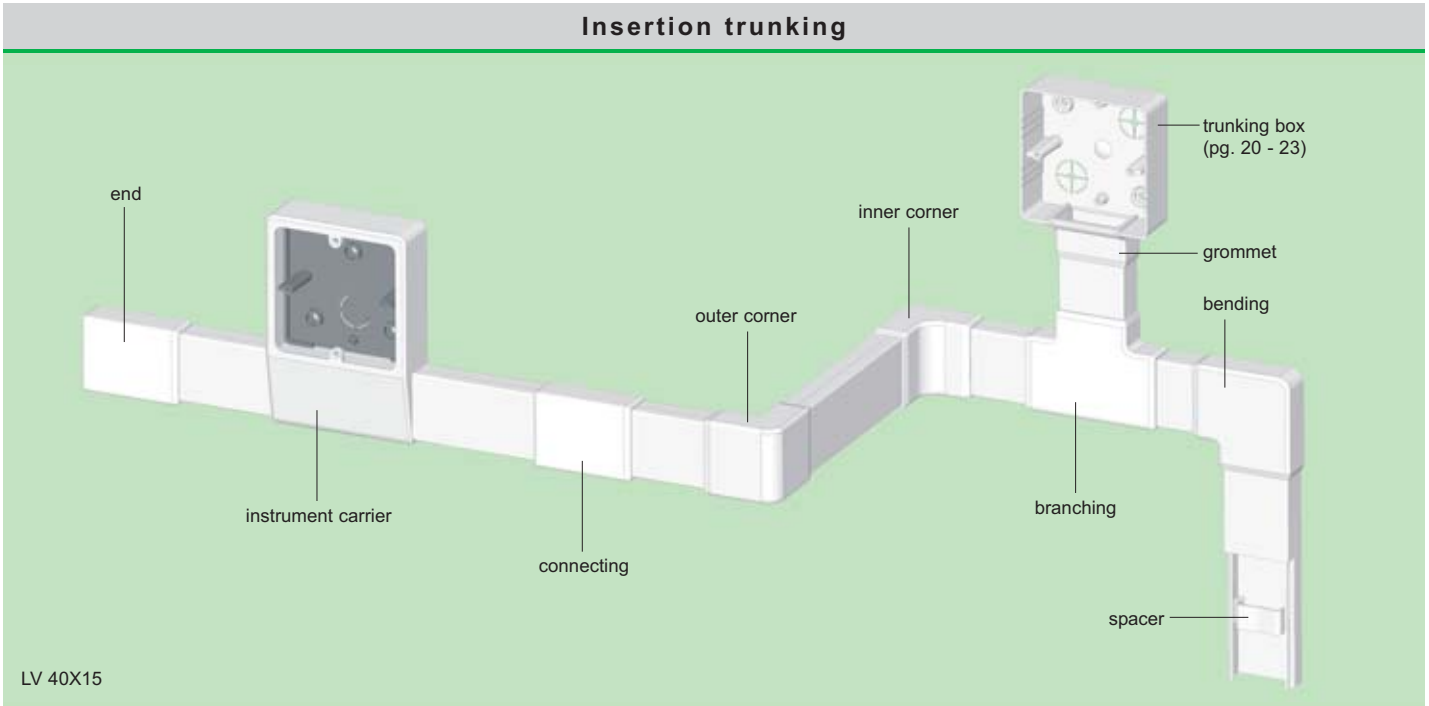 Insertion trunking
trunking box
(pg. 20 - 23)
end
inner corner
grommet
bending
outer corner
instrument carrier
branching
connecting
spacer
LV 40X15